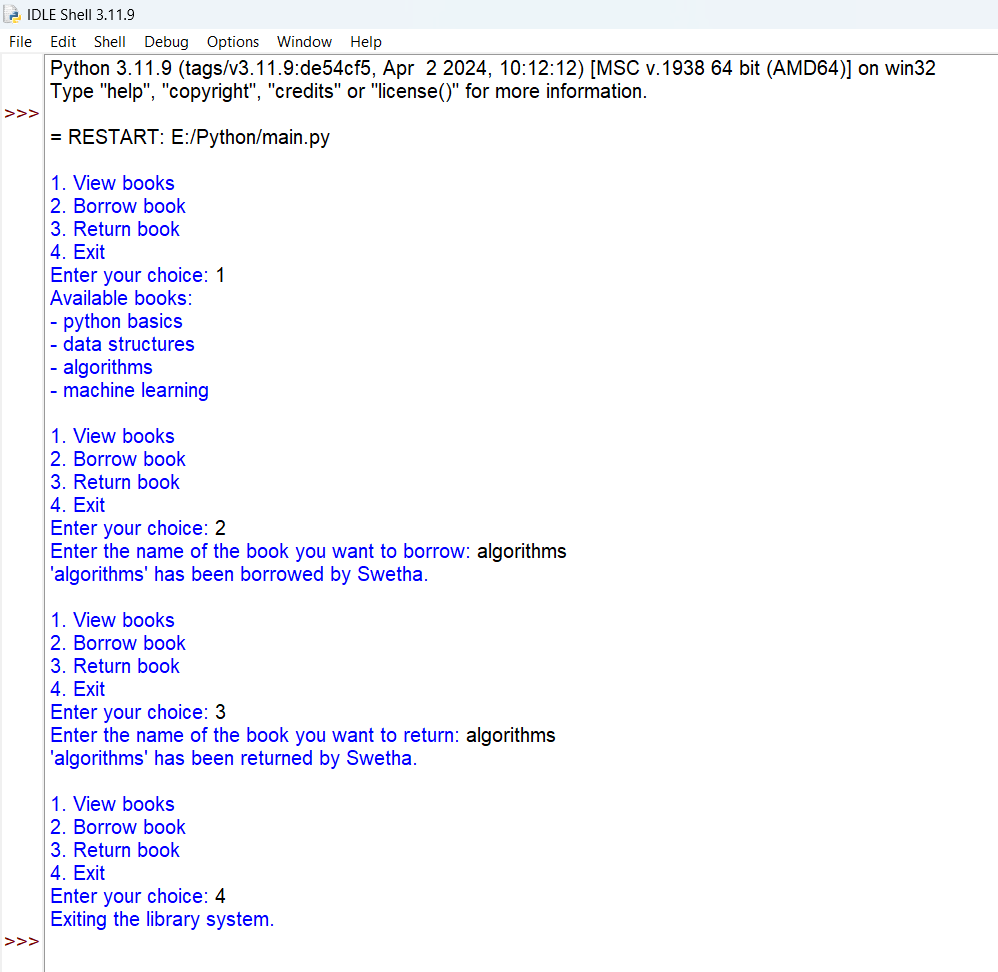 IDLE Shell 3.11.9
File Edit Shell Debug Options Window Help
Python 3.11.9 (tags/v3.11.9:de54cf5, Apr  2 2024, 10:12:12) [MSC v.1938 64 bit (AMD64)] on win32
Type "help", "copyright", "credits" or "license()" for more information.
>>>
= RESTART: E:/Python/main.py
1. View books
2. Borrow book
3. Return book
4. Exit
Enter your choice: 1
Available books:
- python basics
- data structures
- algorithms
- machine learning
1. View books
2. Borrow book
3. Return book
4. Exit
Enter your choice: 2
Enter the name of the book you want to borrow: algorithms
'algorithms' has been borrowed by Swetha.
1. View books
2. Borrow book
3. Return book
4. Exit
Enter your choice: 3
Enter the name of the book you want to return: algorithms
'algorithms' has been returned by Swetha.
1. View books
2. Borrow book
3. Return book
4. Exit
Enter your choice: 4
Exiting the library system.
>>>